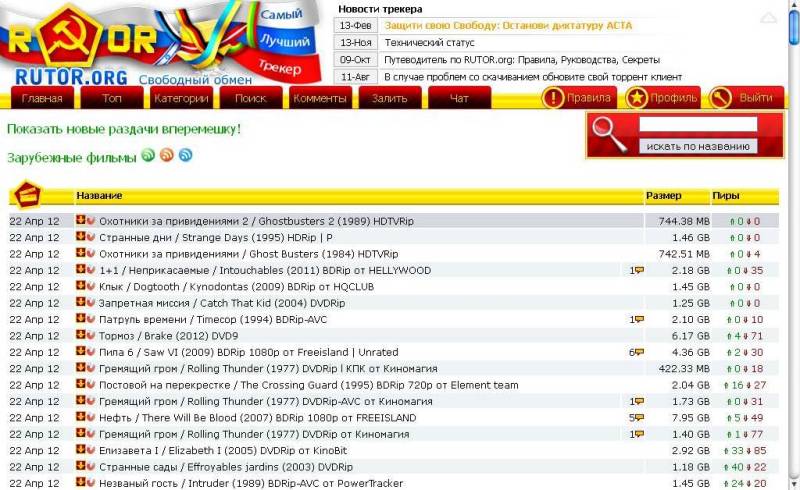 R TOR
RUTOR.ORG Свободный обмен
Самый
Лучший
Трекер
Новости трекера
13-Фев Защити свою Свободу: Останови диктатуру АСТА
13-Ноя Технический статус
09-Окт Путеводитель по RUTOR.org: Правила, Руководства, Секреты
11-Авг В случае проблем со скачиванием обновите свой торрент клиент
Главная Топ Категории Поиск Комменты Залить Чат Правила Профиль Выйти
Показать новые раздачи вперемешку!
искать по названию
Зарубежные фильмы
Название Размер Пиры
22 Апр 12 Охотники за привидениями 2 / Ghostbusters 2 (1989) HDTVRip 744.38 MB 0 0
22 Апр 12 Странные дни / Strange Days (1995) HDRip | P 1.46 GB 0 0
22 Апр 12 Охотники за привидениями / Ghost Busters (1984) HDTVRip 742.51 MB 0 4
22 Апр 12 1+1 / Неприкасаемые / Intouchables (2011) BDRip от HELLYWOOD 1 2.18 GB 0 35
22 Апр 12 Клык / Dogtooth / Kynodontas (2009) BDRip от HQCLUB 1.45 GB 0 0
22 Апр 12 Запретная миссия / Catch That Kid (2004) DVDRip 1.25 GB 0 0
22 Апр 12 Патруль времени / Timecop (1994) BDRip-AVC 1 2.10 GB 0 10
22 Апр 12 Тормоз / Brake (2012) DVD9 6.17 GB 4 71
22 Апр 12 Пила 6 / Saw VI (2009) BDRip 1080p от Freeisland | Unrated 6 4.36 GB 2 30
22 Апр 12 Гремящий гром / Rolling Thunder (1977) DVDRip l КПК от Киномагия 422.33 MB 0 18
22 Апр 12 Постовой на перекрестке / The Crossing Guard (1995) BDRip 720p от Element team 2.04 GB 16 27
22 Апр 12 Гремящий гром / Rolling Thunder (1977) DVDRip-AVC от Киномагия 1 1.73 GB 0 31
22 Апр 12 Нефть / There Will Be Blood (2007) BDRip 1080p от FREEISLAND 5 7.95 GB 5 49
22 Апр 12 Гремящий гром / Rolling Thunder (1977) DVDRip от Киномагия 1 1.40 GB 1 77
22 Апр 12 Елизавета I / Elizabeth I (2005) DVDRip от KinoBit 2.92 GB 33 85
22 Апр 12 Странные сады / Effroyables jardins (2003) DVDRip 1.18 GB 40 22
22 Апр 12 Незваный гость / Intruder (1989) BDRip-AVC от PowerTracker 1.45 GB 24 20